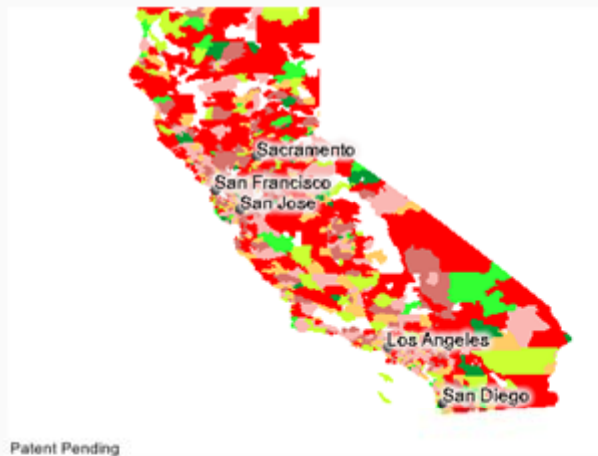 Sacramento
San Francisco
San Jose
Los Angeles
San Diego
Patent Pending